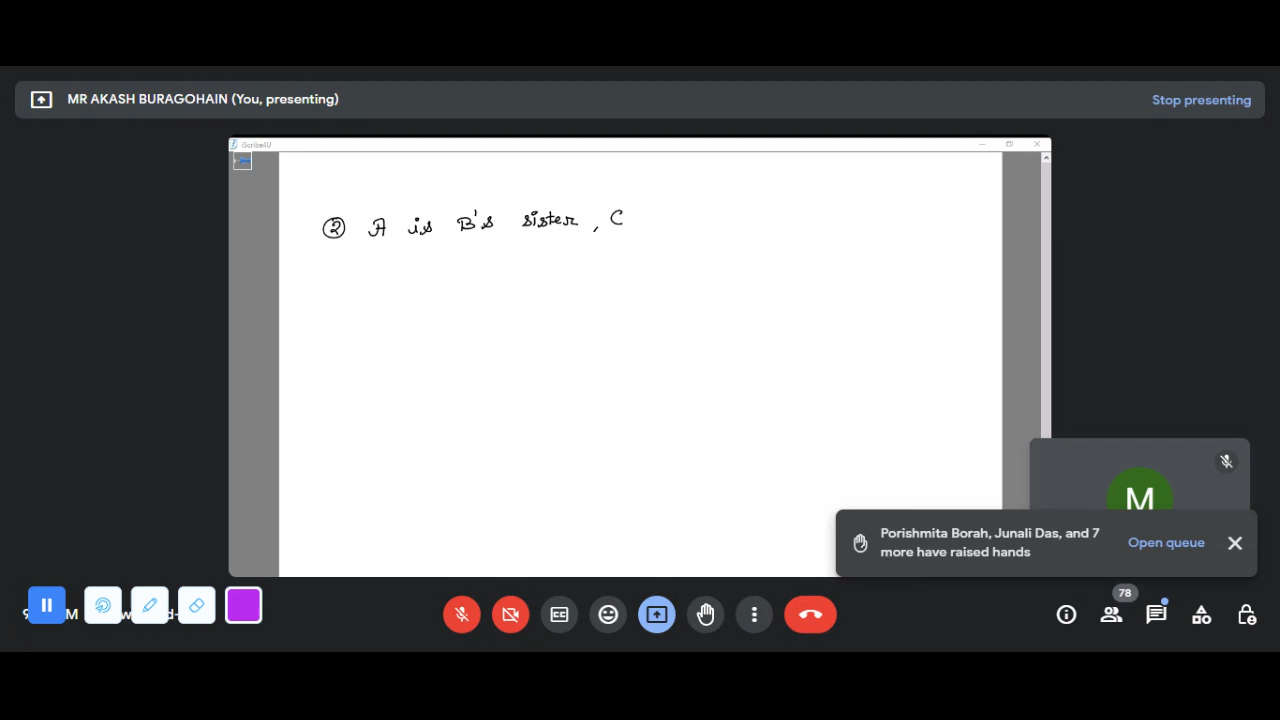 MR AKASH BURAGOHAIN (You, presenting)
Stop presenting
iScribelU
② A is B's sister, C
M
Porishmita Borah, Junali Das, and 7
more have raised hands
Open queue
78